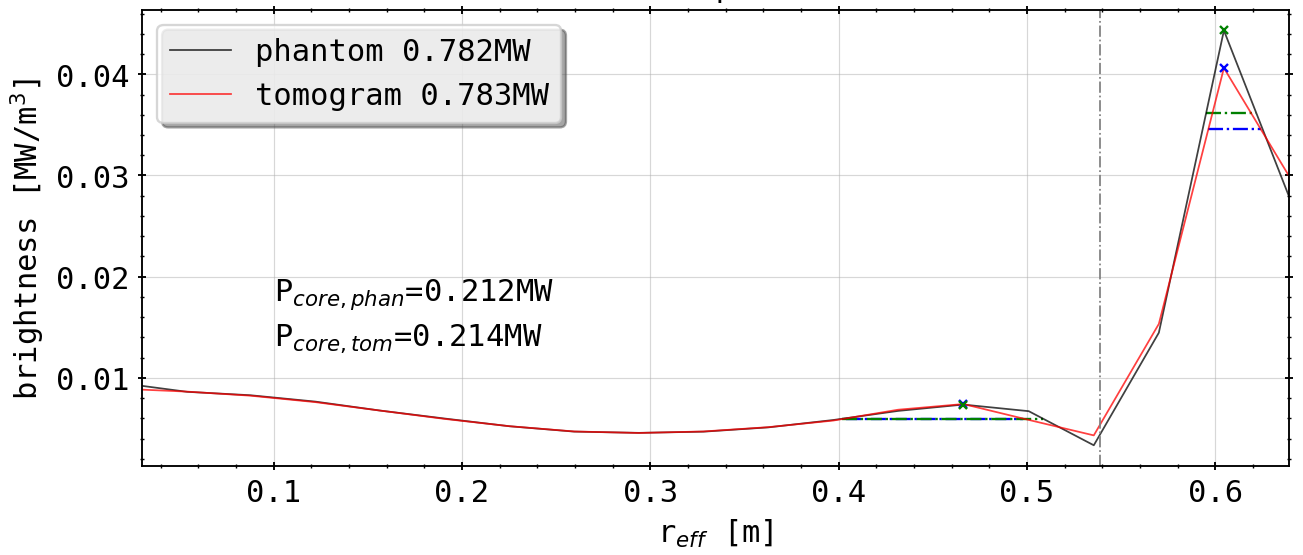 phantom 0.782MW
tomogram 0.783MW
brightness [MW/m³]
0.04
0.03
0.02
0.01
P_core,phan=0.212MW
P_core,tom=0.214MW
0.1 0.2 0.3 0.4 0.5 0.6
r_eff [m]